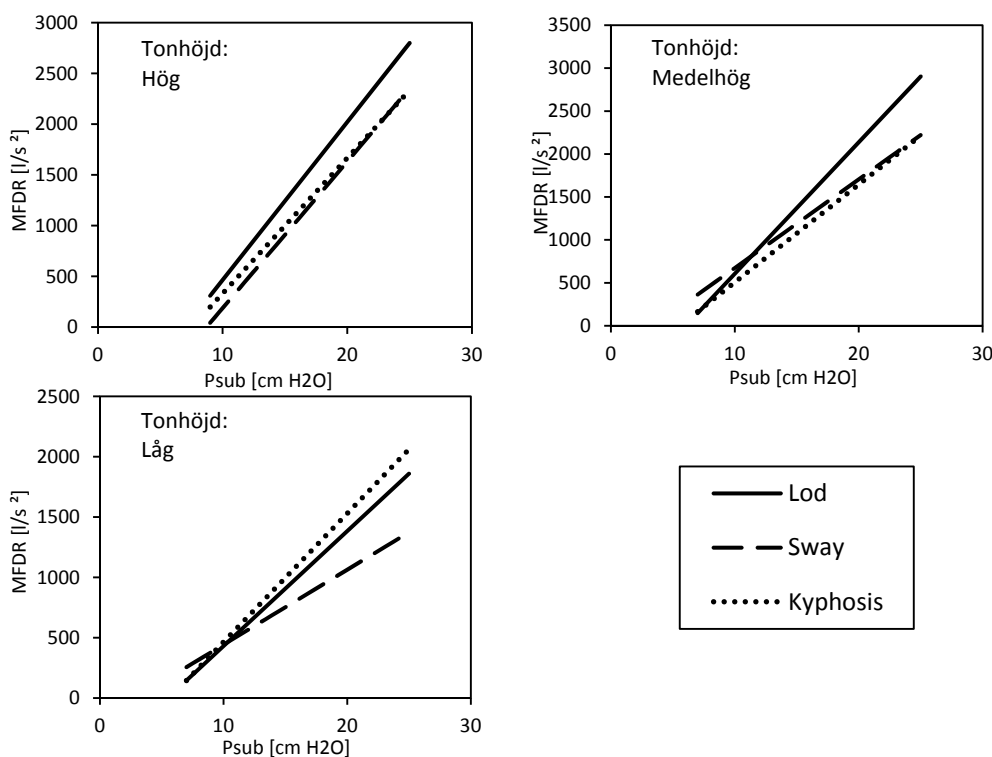 3000
2500
2000
1500
1000
500
0
MFDR [l/s ²]
Tonhöjd:
Hög
0 10 20 30
Psub [cm H2O]
3500
3000
2500
2000
1500
1000
500
0
MFDR [l/s ²]
Tonhöjd:
Medelhög
0 10 20 30
Psub [cm H2O]
2500
2000
1500
1000
500
0
MFDR [l/s ²]
Tonhöjd:
Låg
0 10 20 30
Psub [cm H2O]
Lod
Sway
Kyphosis